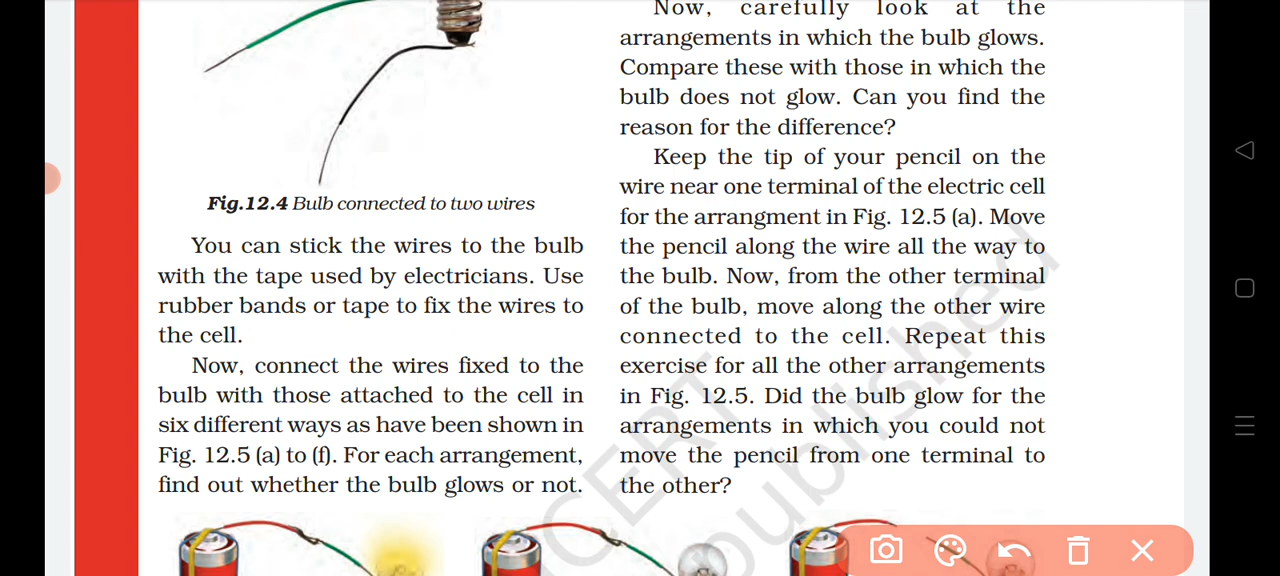 Fig.12.4 Bulb connected to two wires
You can stick the wires to the bulb
with the tape used by electricians. Use
rubber bands or tape to fix the wires to
the cell.
Now, connect the wires fixed to the
bulb with those attached to the cell in
six different ways as have been shown in
Fig. 12.5 (a) to (f). For each arrangement,
find out whether the bulb glows or not.
Now, carefully look at the
arrangements in which the bulb glows.
Compare these with those in which the
bulb does not glow. Can you find the
reason for the difference?
Keep the tip of your pencil on the
wire near one terminal of the electric cell
for the arrangment in Fig. 12.5 (a). Move
the pencil along the wire all the way to
the bulb. Now, from the other terminal
of the bulb, move along the other wire
connected to the cell. Repeat this
exercise for all the other arrangements
in Fig. 12.5. Did the bulb glow for the
arrangements in which you could not
move the pencil from one terminal to
the other?